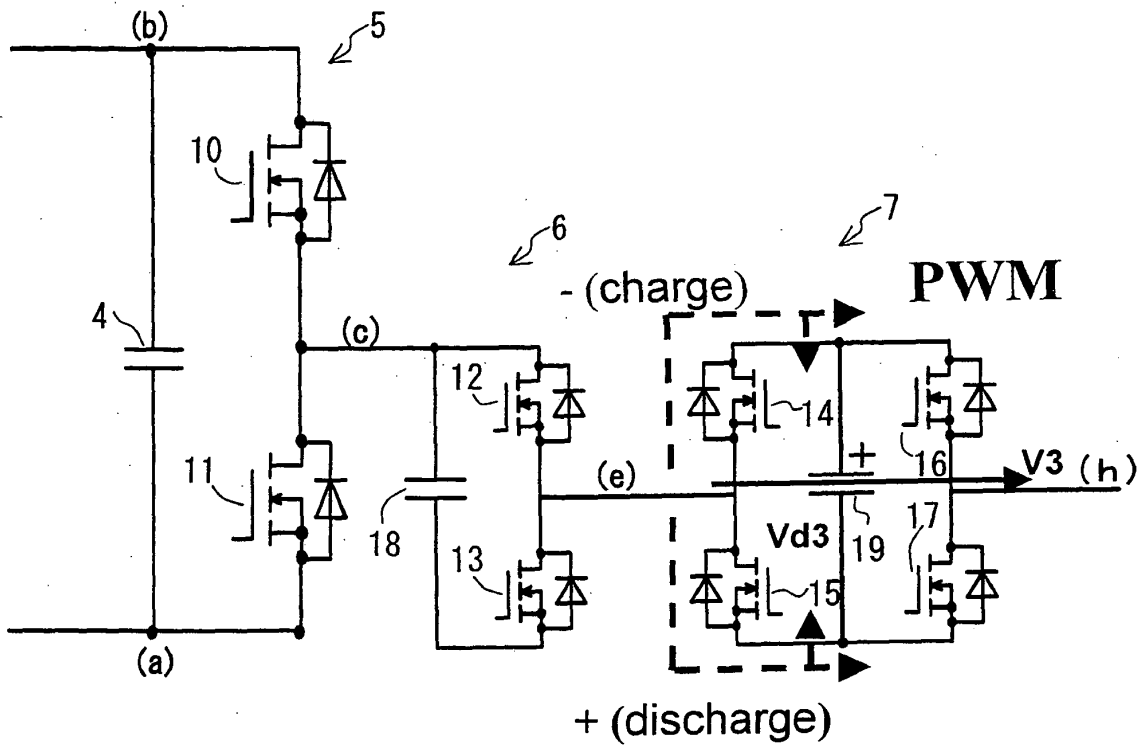 (b)
5
10
4
(c)
6
7
- (charge)
PWM
12
14
16
11
18
(e)
+
V3
(h)
13
Vd3
19
17
15
(a)
+ (discharge)